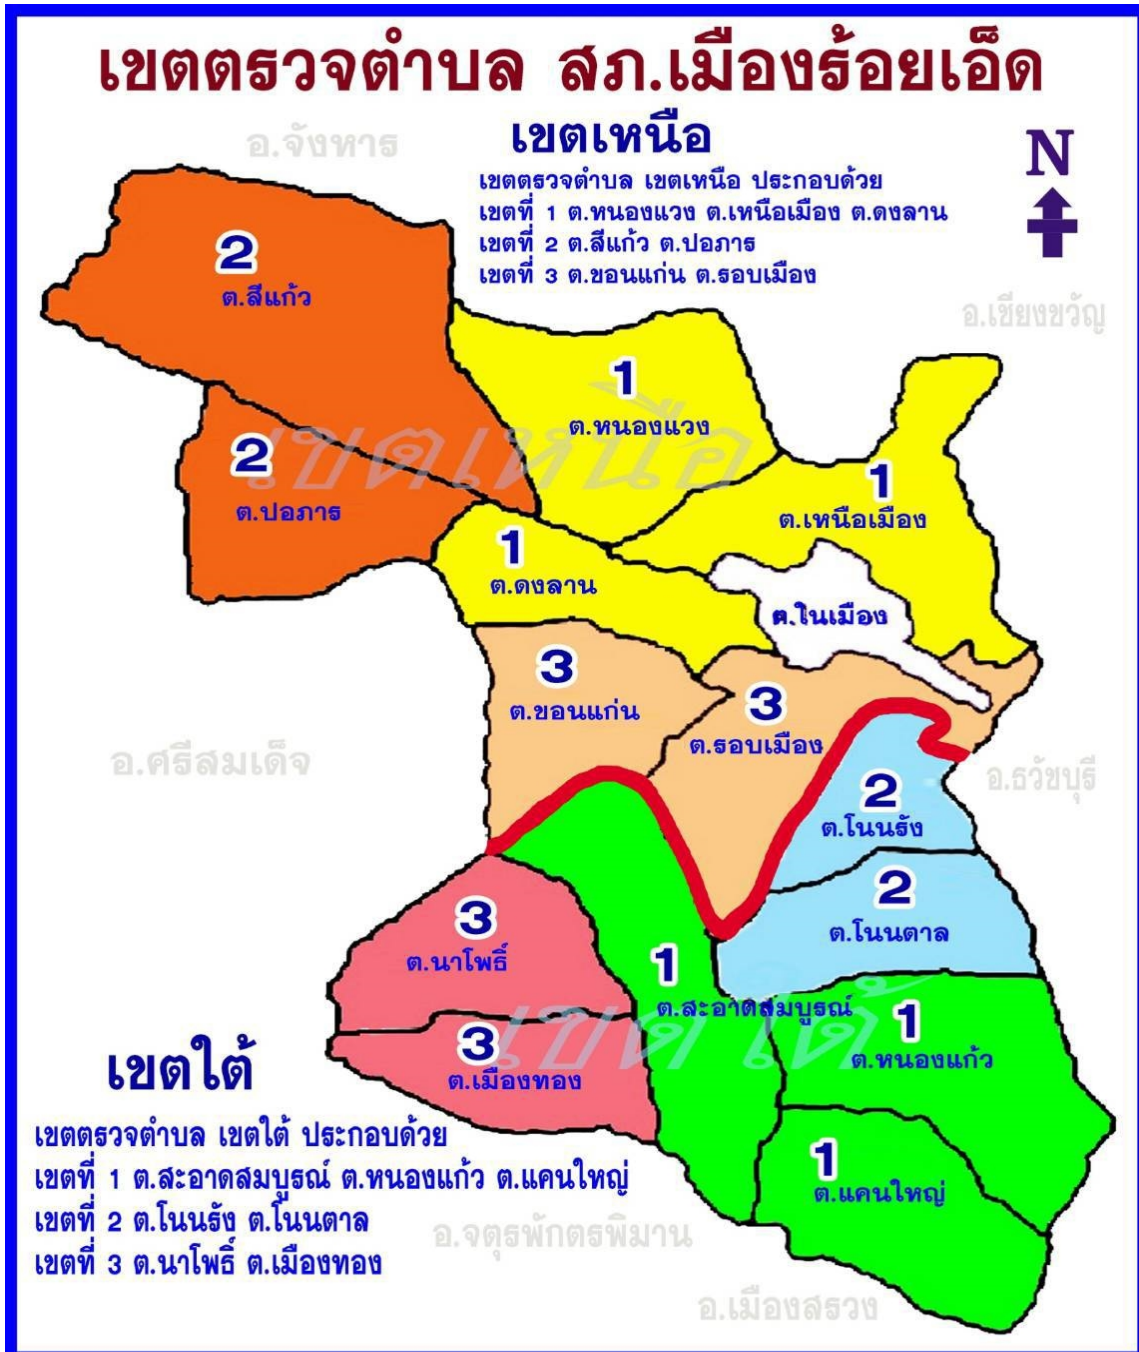 เขตตรวจตำบล สภ.เมืองร้อยเอ็ด
อ.จังหาร
เขตเหนือ
N
เขตตรวจตำบล เขตเหนือ ประกอบด้วย
เขตที่ 1 ต.หนองแวง ต.เหนือเมือง ต.ดงลาน
เขตที่ 2 ต.สีแก้ว ต.ปอภาร
เขตที่ 3 ต.ขอนแก่น ต.รอบเมือง
2
ต.สีแก้ว
อ.เชียงขวัญ
1
ต.หนองแวง
เขตเหนือ
2
ต.ปอภาร
1
ต.เหนือเมือง
1
ต.ดงลาน
ต.ในเมือง
3
ต.ขอนแก่น
3
ต.รอบเมือง
อ.ศรีสมเด็จ
อ.ธวัชบุรี
2
ต.โนนรัง
2
ต.โนนตาล
3
ต.นาโพธิ์
1
ต.สะอาดสมบูรณ์
เขตใต้
1
ต.หนองแก้ว
3
ต.เมืองทอง
1
ต.แคนใหญ่
เขตใต้
เขตตรวจตำบล เขตใต้ ประกอบด้วย
เขตที่ 1 ต.สะอาดสมบูรณ์ ต.หนองแก้ว ต.แคนใหญ่
เขตที่ 2 ต.โนนรัง ต.โนนตาล
เขตที่ 3 ต.นาโพธิ์ ต.เมืองทอง
อ.จตุรพักตรพิมาน
อ.เมืองสรวง